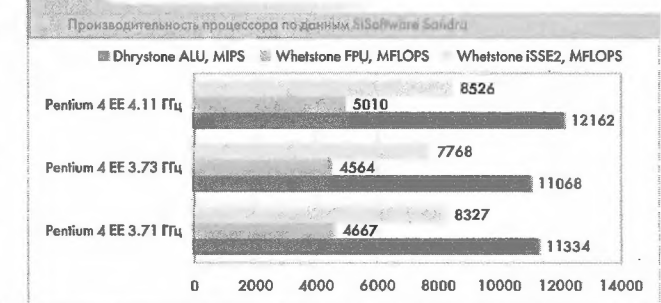 Производительность процессора по данным SiSoftware Sandra
Dhrystone ALU, MIPS Whetstone FPU, MFLOPS Whetstone iSSE2, MFLOPS
8526
Pentium 4 EE 4.11 ГГц 5010
12162
7768
Pentium 4 EE 3.73 ГГц 4564
11068
8327
Pentium 4 EE 3.71 ГГц 4667
11334
0 2000 4000 6000 8000 10000 12000 14000